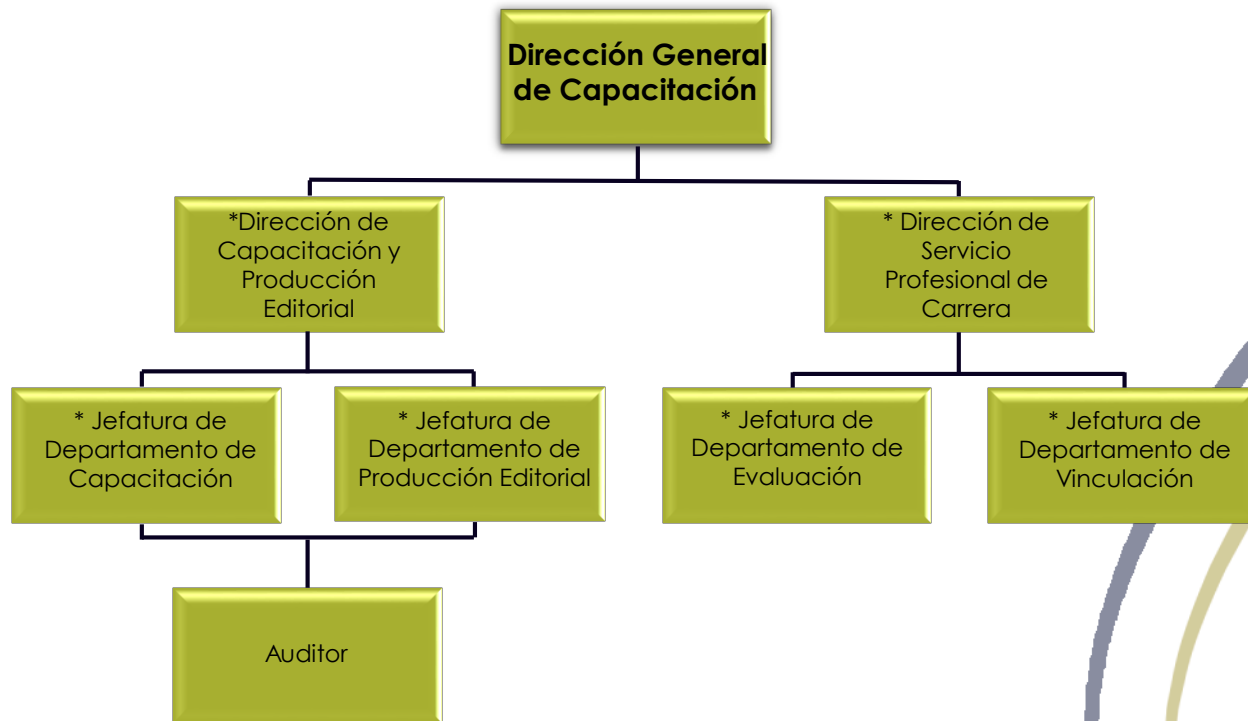 Dirección General
de Capacitación
*Dirección de
Capacitación y
Producción
Editorial
* Dirección de
Servicio
Profesional de
Carrera
* Jefatura de
Departamento de
Capacitación
* Jefatura de
Departamento de
Producción Editorial
* Jefatura de
Departamento de
Evaluación
* Jefatura de
Departamento de
Vinculación
Auditor